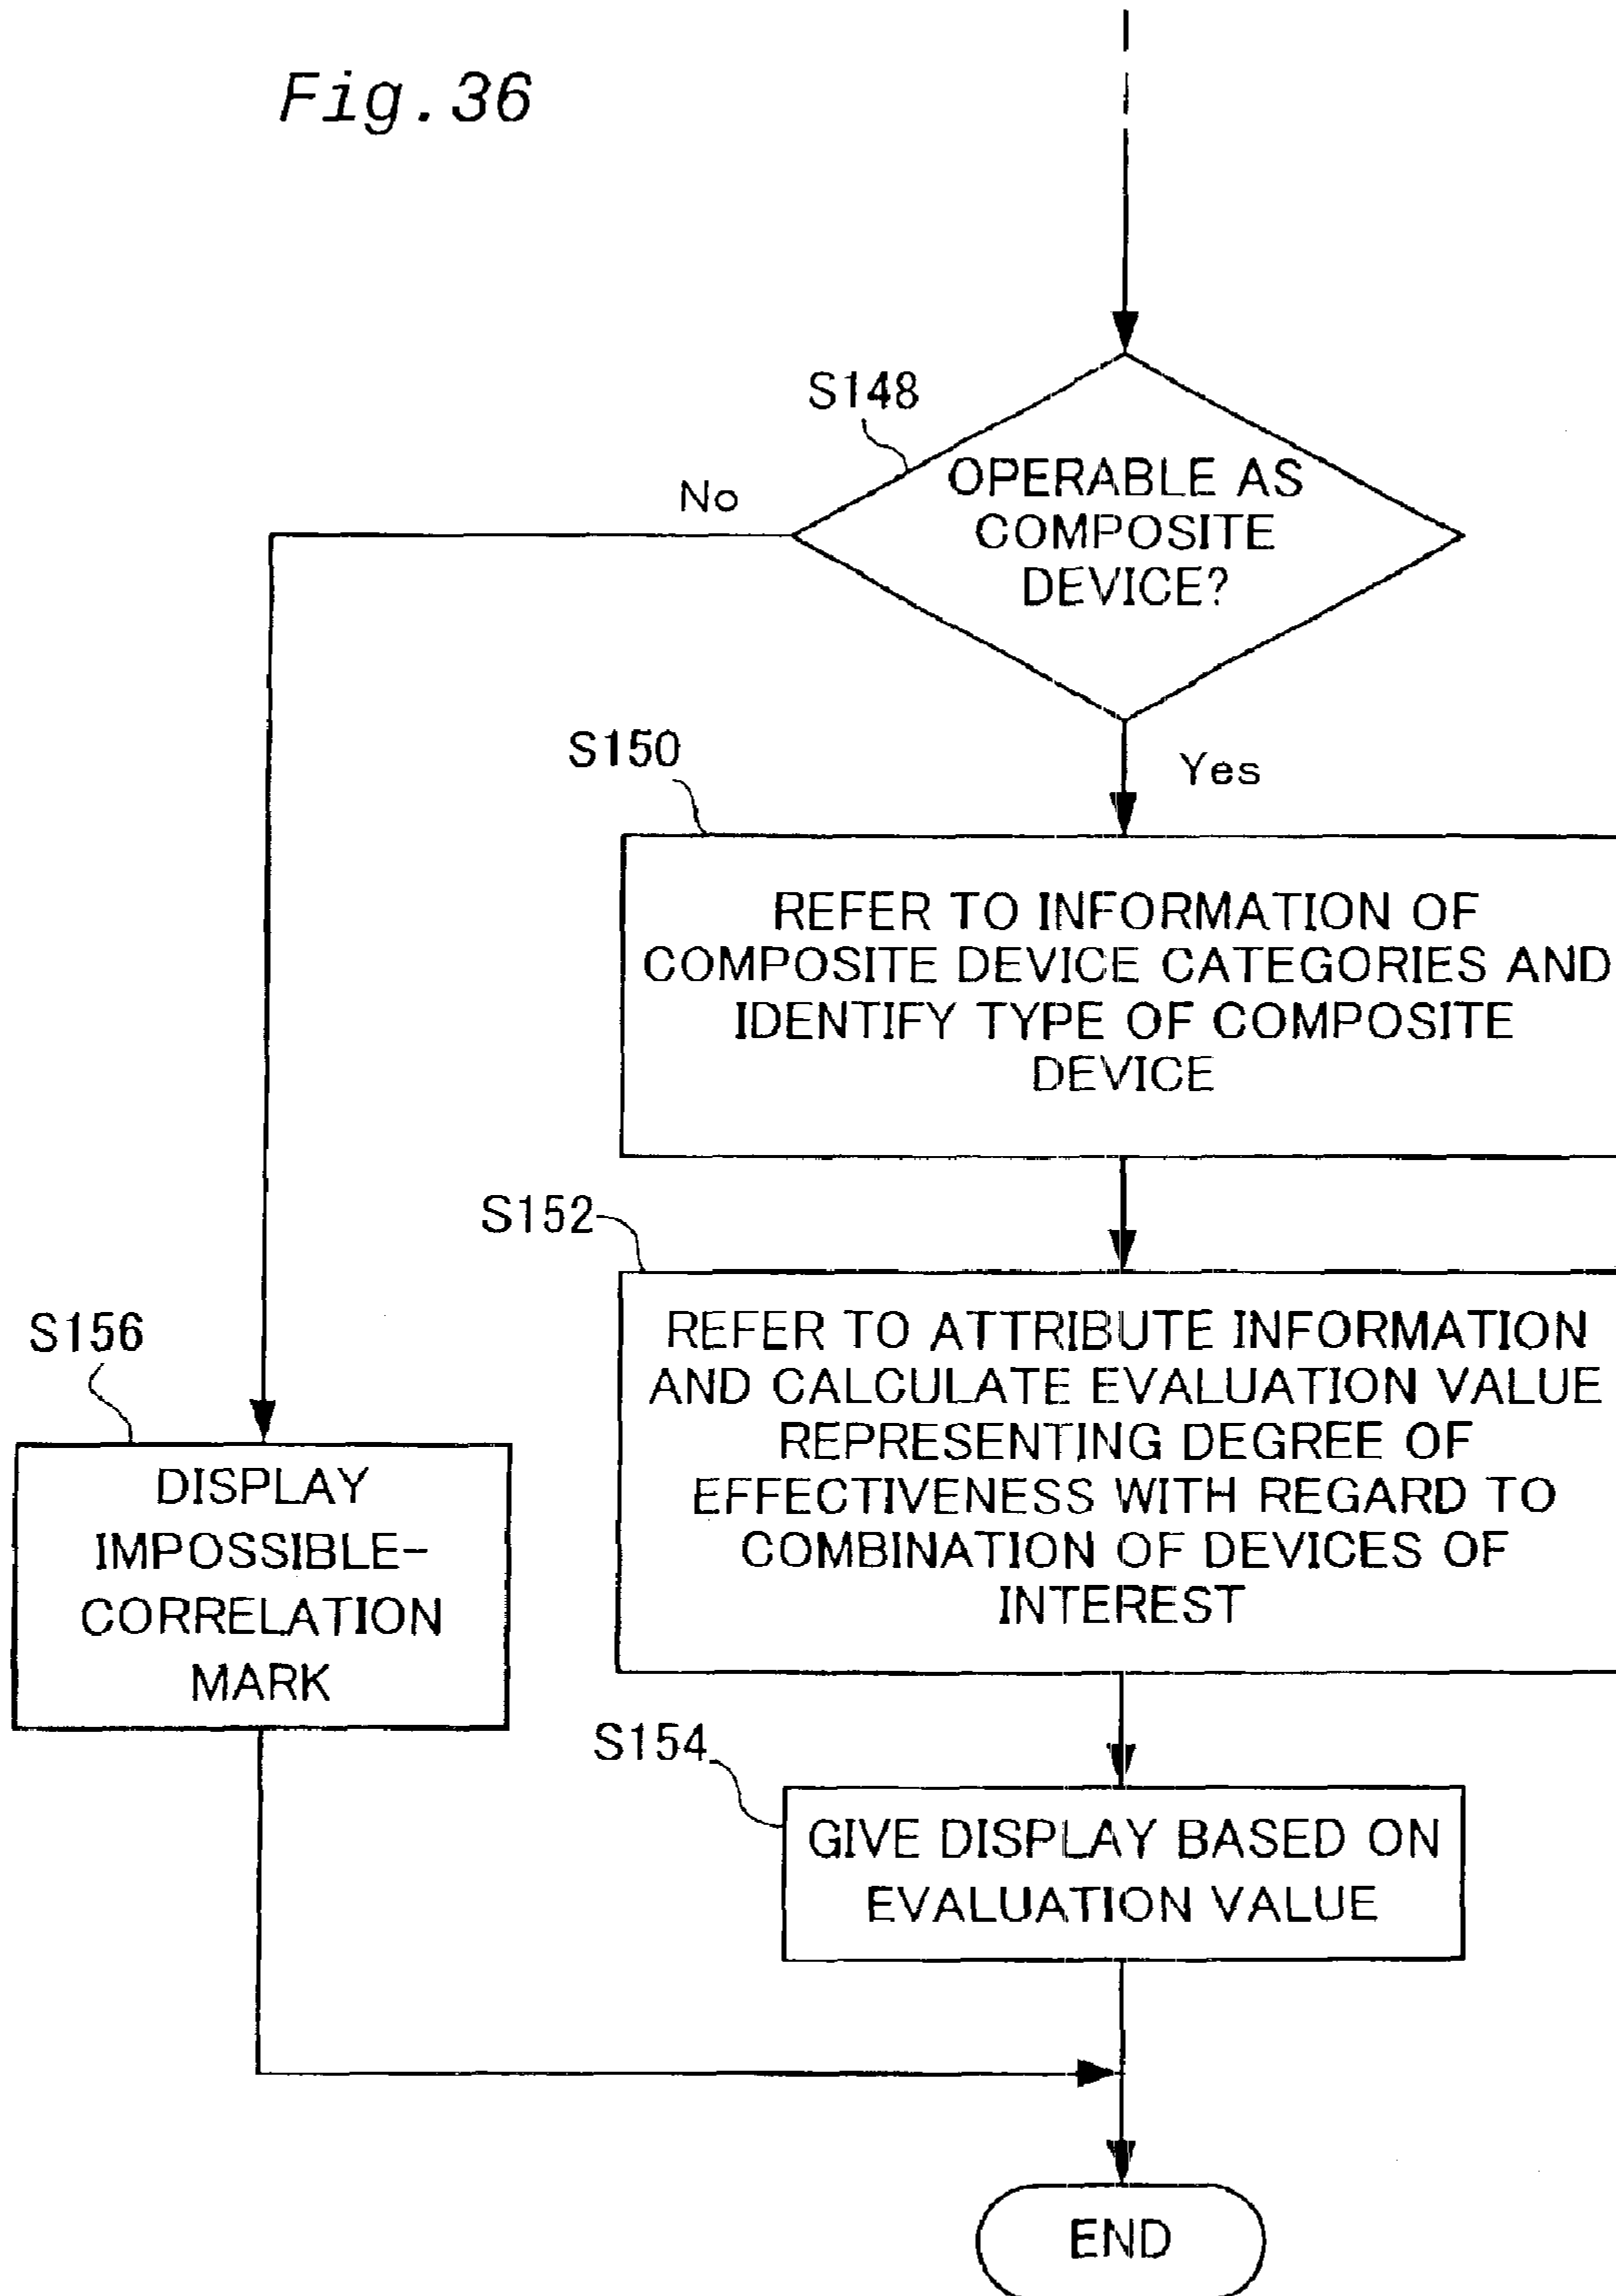 Fig.36
S148
OPERABLE AS
COMPOSITE
DEVICE?
No
Yes
S150
REFER TO INFORMATION OF
COMPOSITE DEVICE CATEGORIES AND
IDENTIFY TYPE OF COMPOSITE
DEVICE
S152
REFER TO ATTRIBUTE INFORMATION
AND CALCULATE EVALUATION VALUE
REPRESENTING DEGREE OF
EFFECTIVENESS WITH REGARD TO
COMBINATION OF DEVICES OF
INTEREST
S156
DISPLAY
IMPOSSIBLE-
CORRELATION
MARK
S154
GIVE DISPLAY BASED ON
EVALUATION VALUE
END